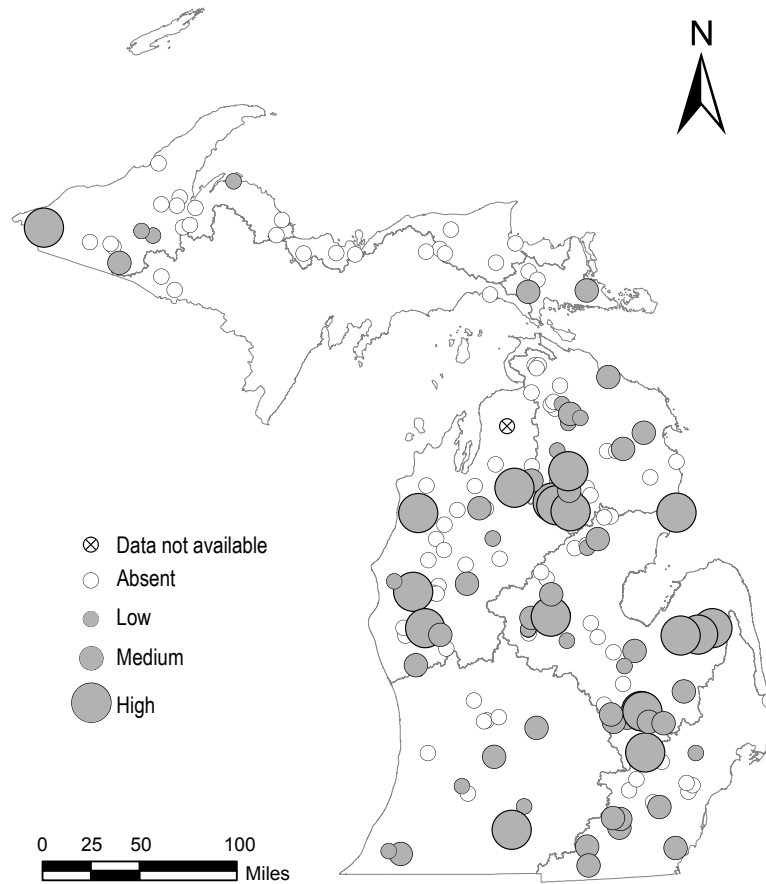 N
Data not available
Absent
Low
Medium
High
0 25 50 100
Miles